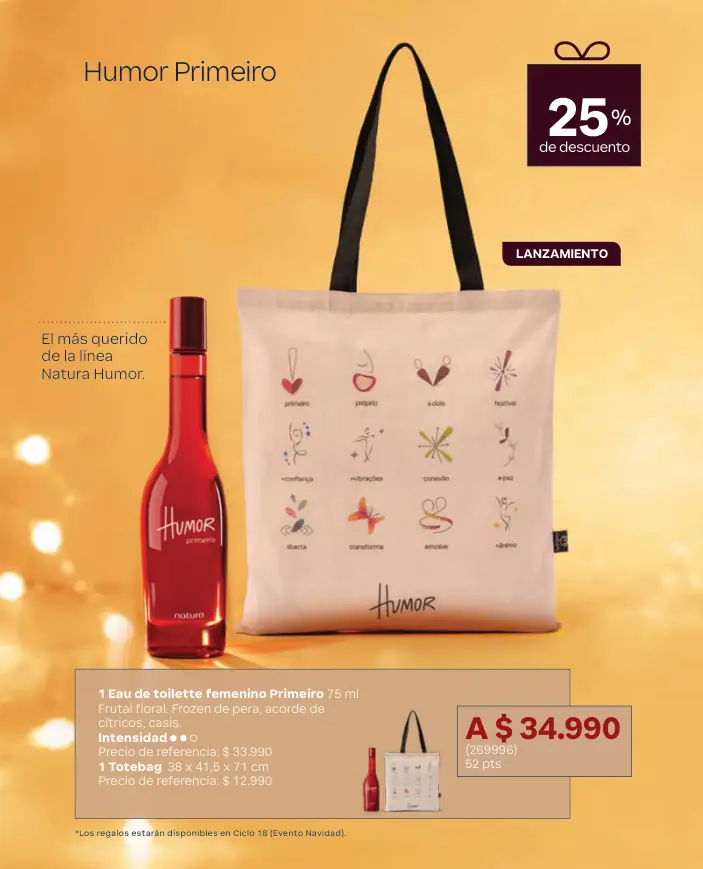 Humor Primeiro
25%
de descuento
LANZAMIENTO
El más querido
de la línea
Natura Humor.
primeiro
próprio
a dois
festival
+confiança
+vibrações
conexão
e paz
liberta
transforma
envolve
+ânimo
HUMOR
HUMOR
primeiro
natura
1 Eau de toilette femenino Primeiro 75 ml
Frutal floral. Frozen de pera, acorde de
cítricos, casis.
Intensidad
Precio de referencia: $ 33.990
1 Totebag 38 x 41,5 x 71 cm
Precio de referencia: $ 12.990
Humor
A $ 34.990
(269996)
52 pts
*Los regalos estarán disponibles en Ciclo 18 (Evento Navidad).